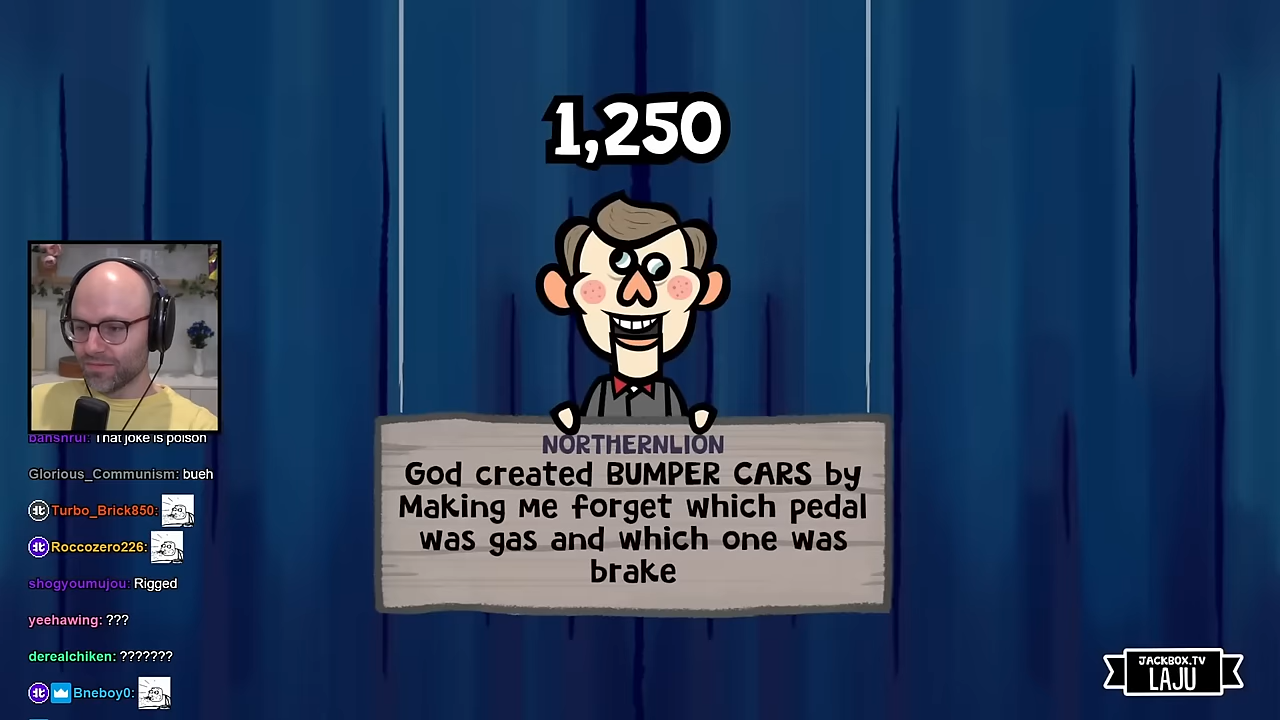 1,250
NORTHERNLION
God created BUMPER CARS by
Making me forget which pedal
was gas and which one was
brake
banshrui: That joke is poison
Glorious_Communism: bueh
Turbo_Brick850:
Roccozero226:
shogyoumujou: Rigged
yeehawing: ???
derealchiken: ???????
Bneboy0:
JACKBOX.TV
LAJU